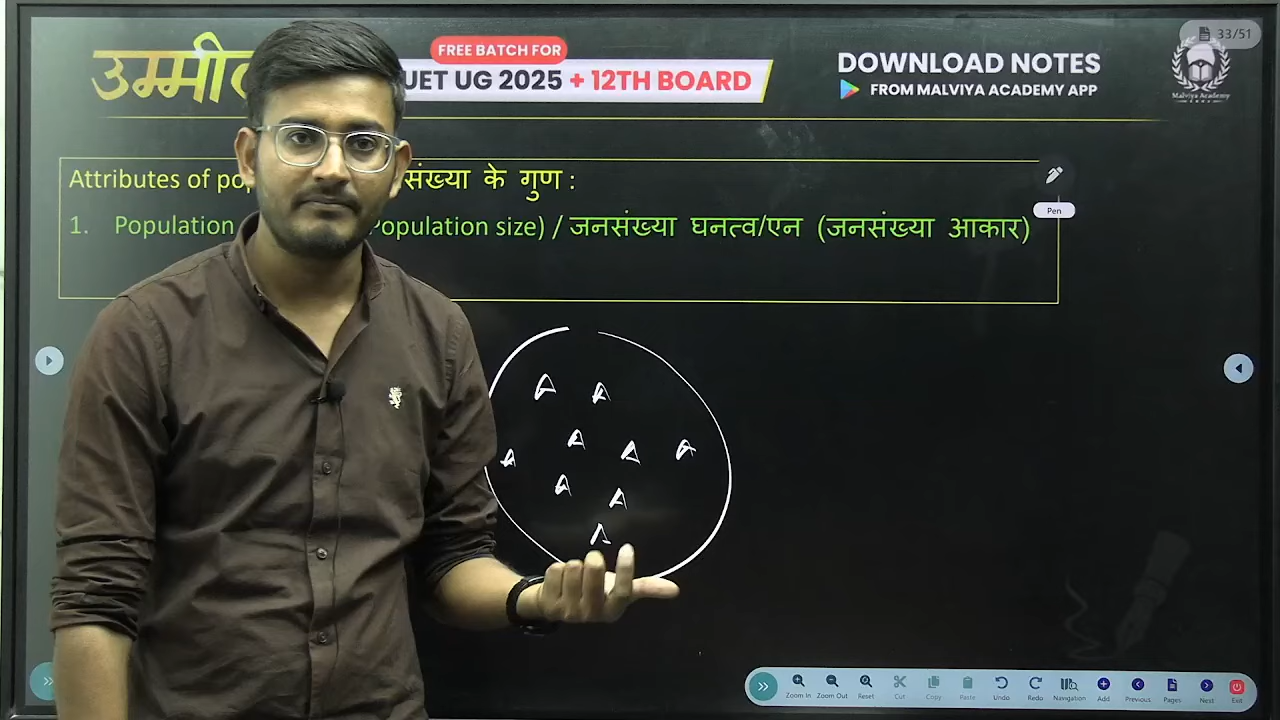 FREE BATCH FOR
UET UG 2025 + 12TH BOARD
DOWNLOAD NOTES
FROM MALVIYA ACADEMY APP
33/51
Malviya Academy
Attributes of संख्या के गुण :
Pen
1. Population Population size) / जनसंख्या घनत्व/एन (जनसंख्या आकार)
A A
A A A A
A A
A
Zoom In Zoom Out Reset Cut Copy Paste Undo Redo Navigation Add Previous Pages Next Exit